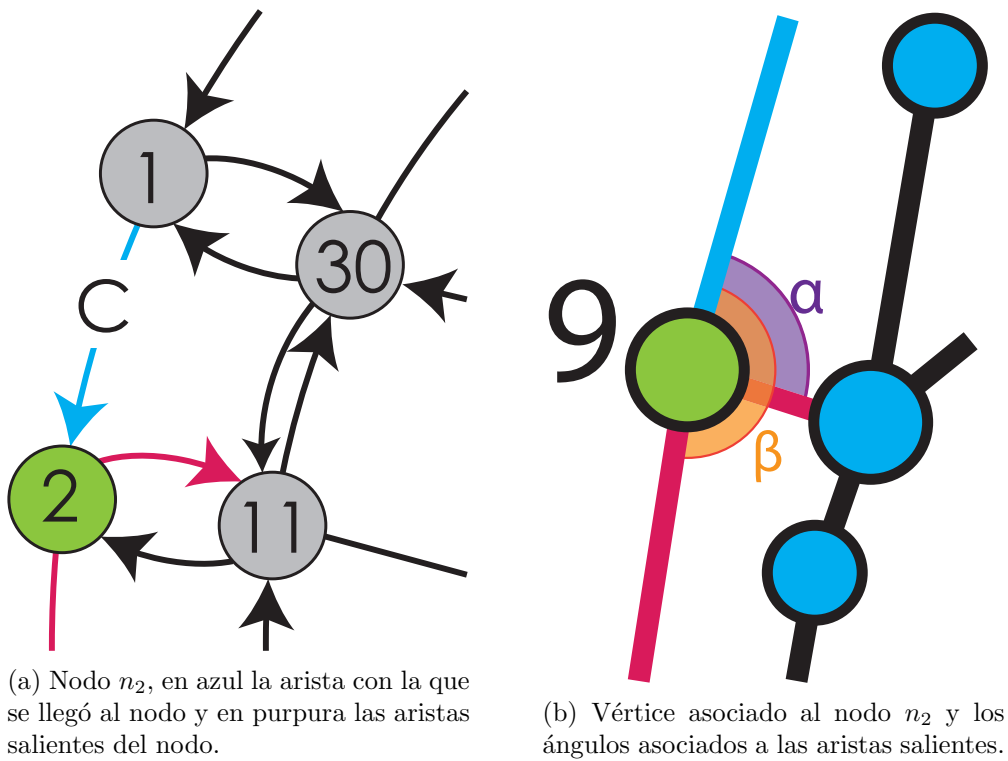 1
30
C
2
11
9
α
β
(a) Nodo n₂, en azul la arista con la que
se llegó al nodo y en purpura las aristas
salientes del nodo.
(b) Vértice asociado al nodo n₂ y los
ángulos asociados a las aristas salientes.